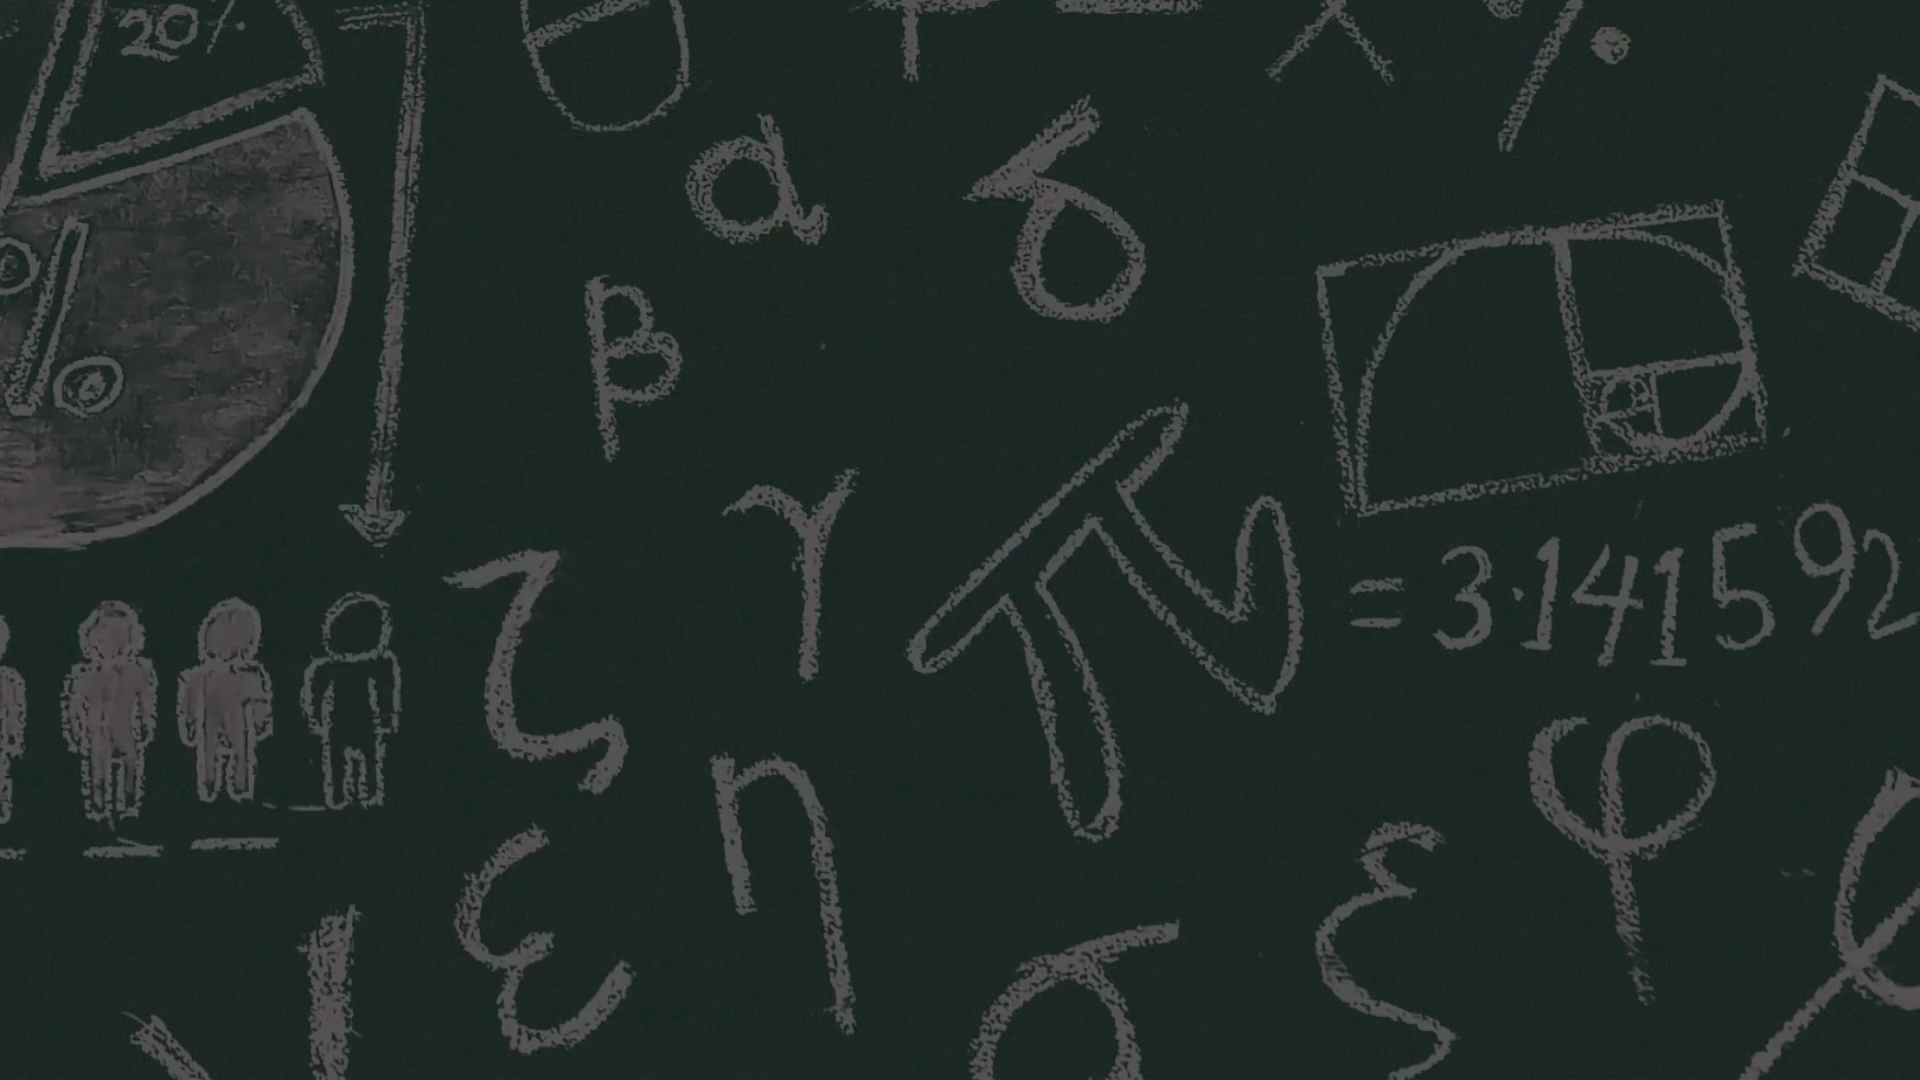 20%
θ + − × %
α δ
%
β
γ π = 3.141592
ζ
η φ
ε ξ
σ